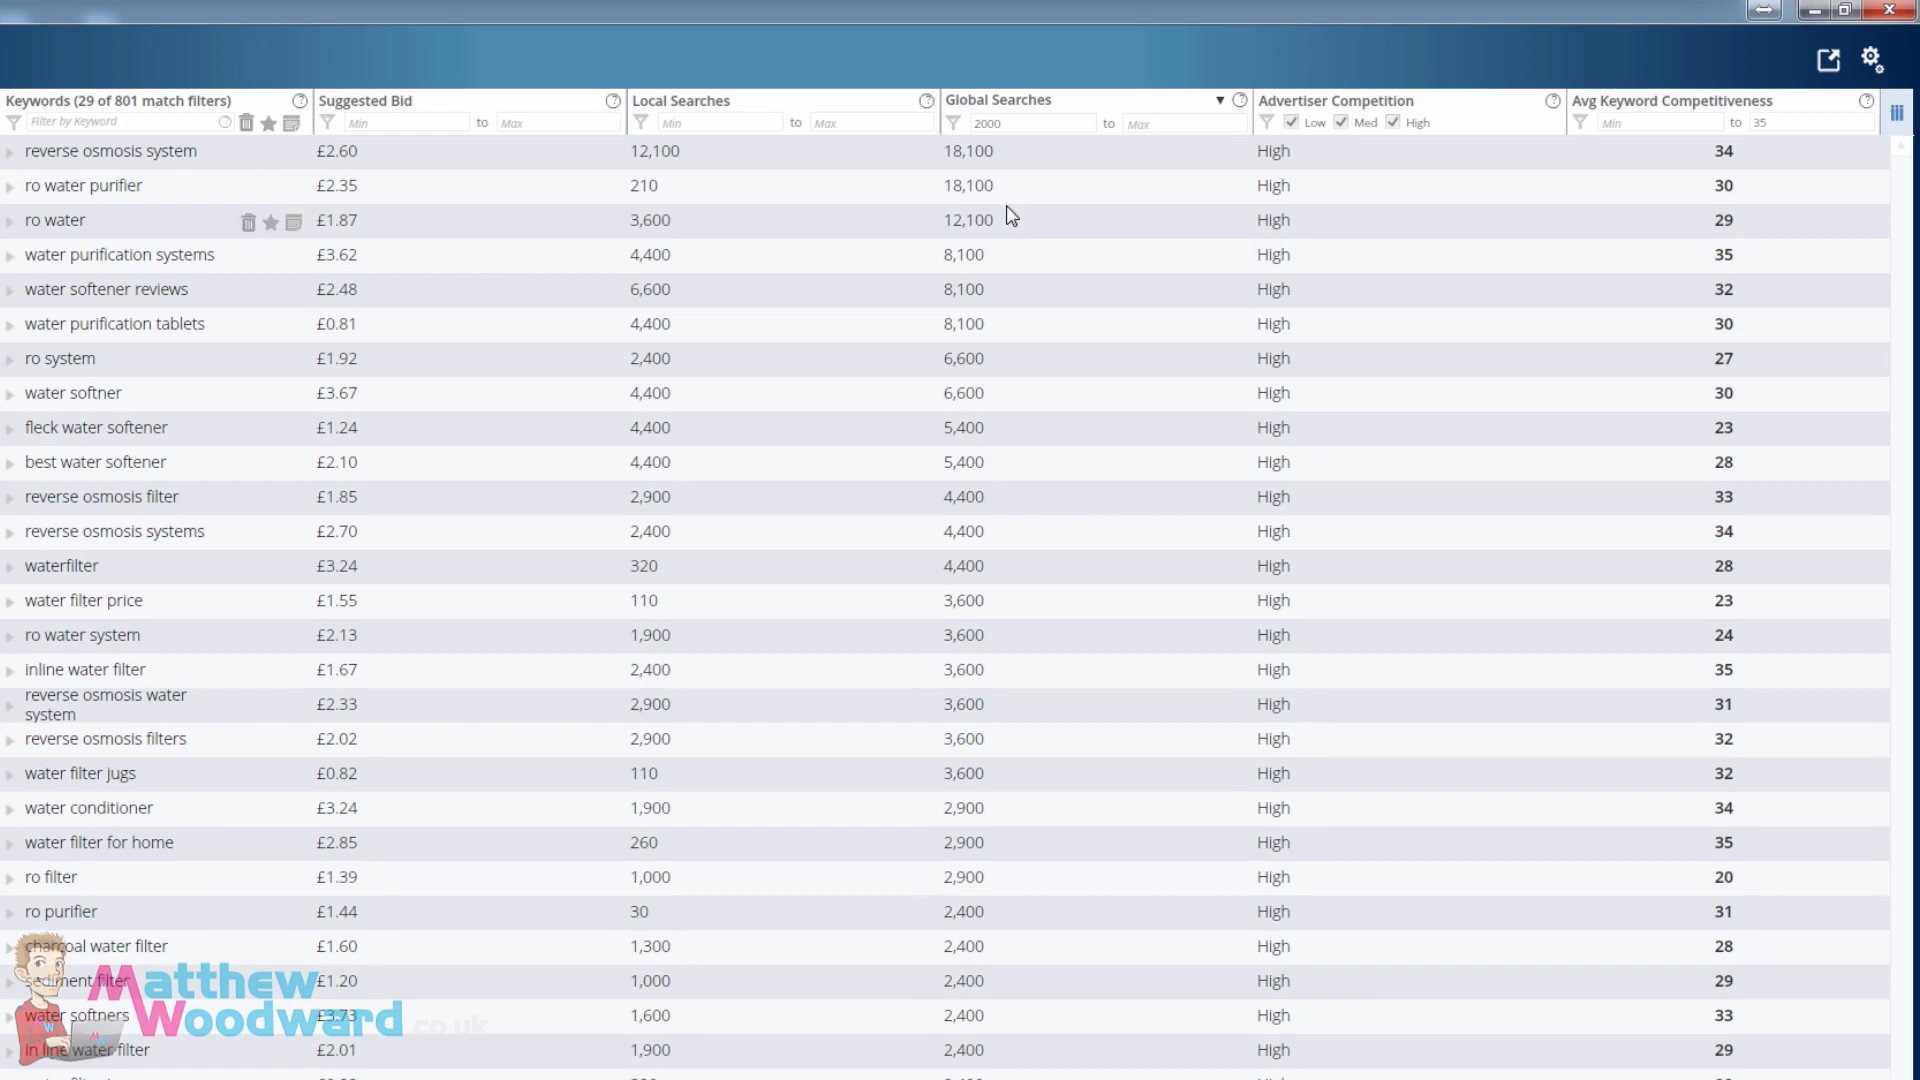 Keywords (29 of 801 match filters) Suggested Bid Local Searches Global Searches Advertiser Competition Avg Keyword Competitiveness
Filter by Keyword Min to Max Min to Max 2000 to Max Low Med High Min to 35
reverse osmosis system £2.60 12,100 18,100 High 34
ro water purifier £2.35 210 18,100 High 30
ro water £1.87 3,600 12,100 High 29
water purification systems £3.62 4,400 8,100 High 35
water softener reviews £2.48 6,600 8,100 High 32
water purification tablets £0.81 4,400 8,100 High 30
ro system £1.92 2,400 6,600 High 27
water softner £3.67 4,400 6,600 High 30
fleck water softener £1.24 4,400 5,400 High 23
best water softener £2.10 4,400 5,400 High 28
reverse osmosis filter £1.85 2,900 4,400 High 33
reverse osmosis systems £2.70 2,400 4,400 High 34
waterfilter £3.24 320 4,400 High 28
water filter price £1.55 110 3,600 High 23
ro water system £2.13 1,900 3,600 High 24
inline water filter £1.67 2,400 3,600 High 35
reverse osmosis water
system £2.33 2,900 3,600 High 31
reverse osmosis filters £2.02 2,900 3,600 High 32
water filter jugs £0.82 110 3,600 High 32
water conditioner £3.24 1,900 2,900 High 34
water filter for home £2.85 260 2,900 High 35
ro filter £1.39 1,000 2,900 High 20
ro purifier £1.44 30 2,400 High 31
charcoal water filter £1.60 1,300 2,400 High 28
sediment filter £1.20 1,000 2,400 High 29
water softners £3.73 1,600 2,400 High 33
in line water filter £2.01 1,900 2,400 High 29
Matthew
Woodward.co.uk